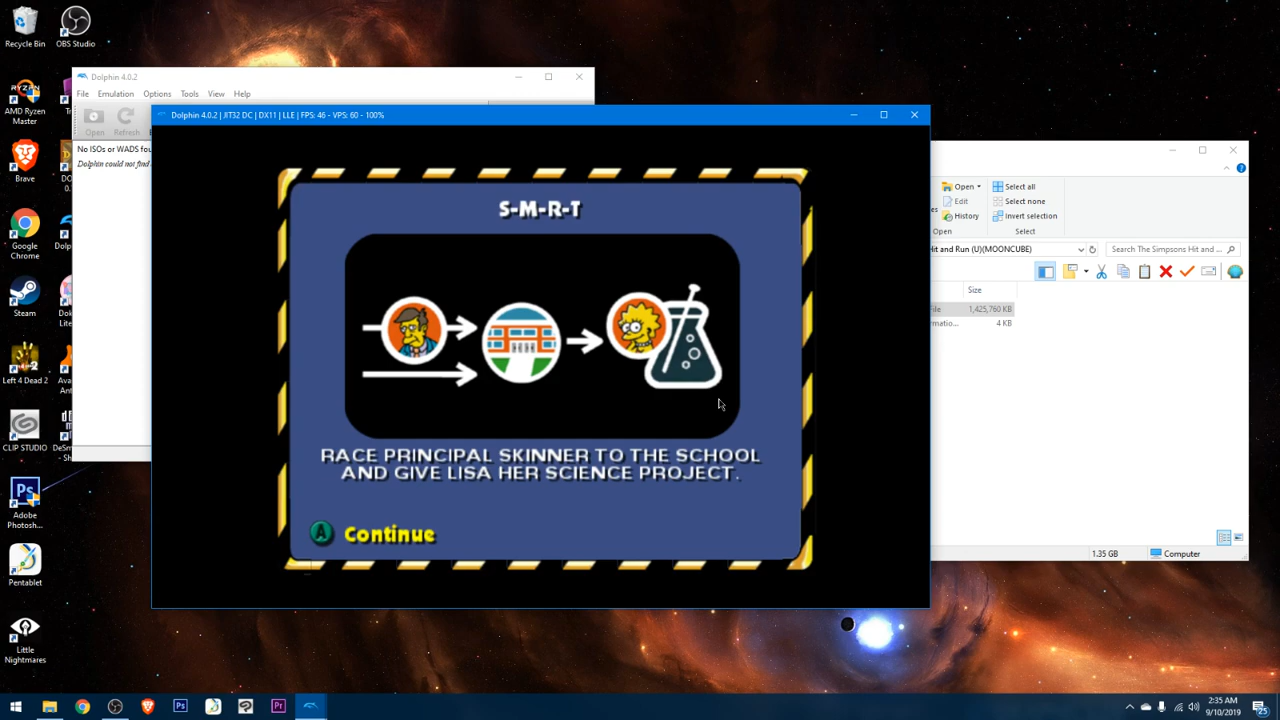 Recycle Bin
OBS Studio
AMD Ryzen
Master
Brave
Google
Chrome
Steam
Left 4 Dead 2
CLIP STUDIO
Adobe
Photosh...
Pentablet
Little
Nightmares
Dolphin 4.0.2
File Emulation Options Tools View Help
Open Refresh
No ISOs or WADS fou
Dolphin could not find
Dolphin 4.0.2 | JIT32 DC | DX11 | LLE | FPS: 46 - VPS: 60 - 100%
S-M-R-T
RACE PRINCIPAL SKINNER TO THE SCHOOL
AND GIVE LISA HER SCIENCE PROJECT.
A Continue
Open Select all
Edit Select none
History Invert selection
Open Select
Hit and Run (U)(MOONCUBE) Search The Simpsons Hit and ...
Size
File 1,425,760 KB
rmatio... 4 KB
1.35 GB Computer
2:35 AM
9/10/2019
25